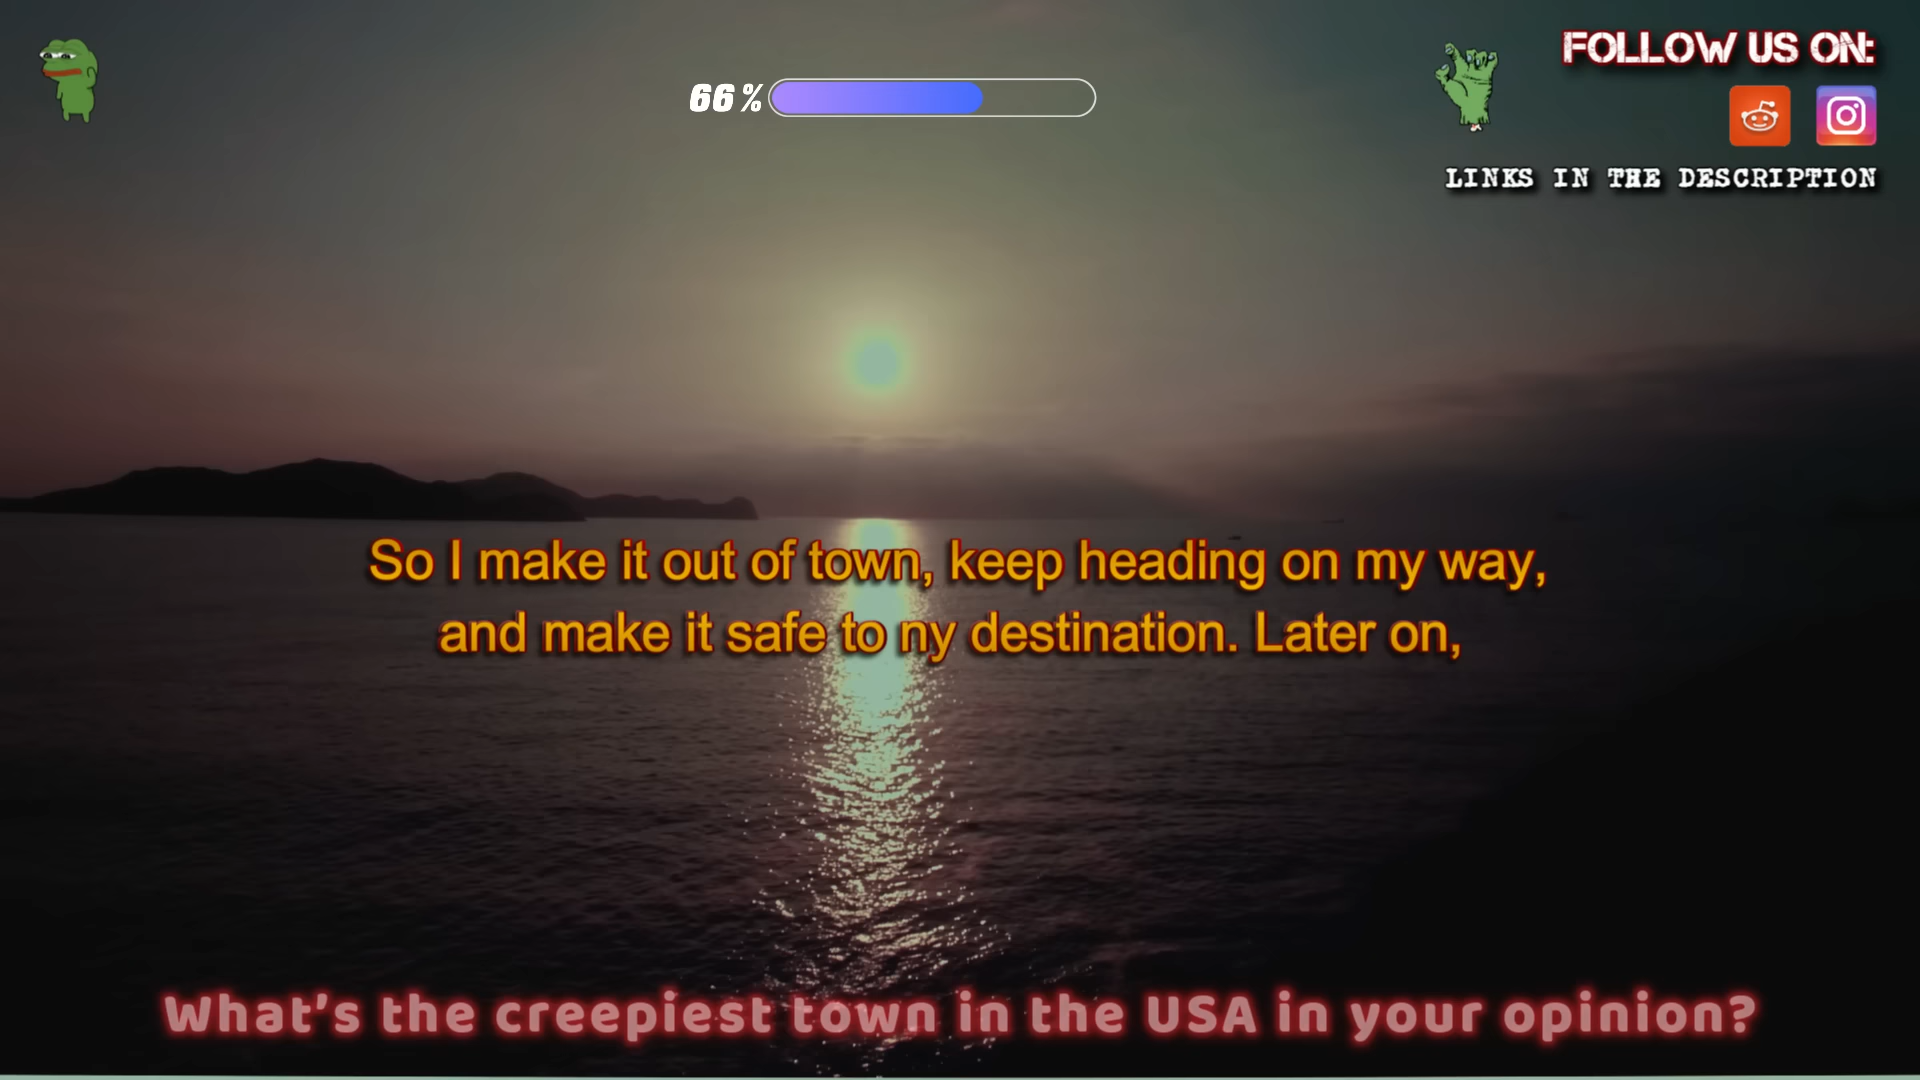 66%
FOLLOW US ON:
LINKS IN THE DESCRIPTION
So I make it out of town, keep heading on my way,
and make it safe to ny destination. Later on,
What's the creepiest town in the USA in your opinion?